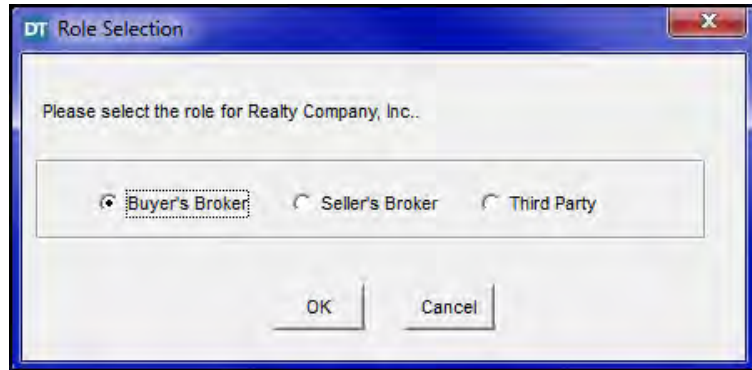 DT Role Selection
Please select the role for Realty Company, Inc..
Buyer's Broker Seller's Broker Third Party
OK Cancel